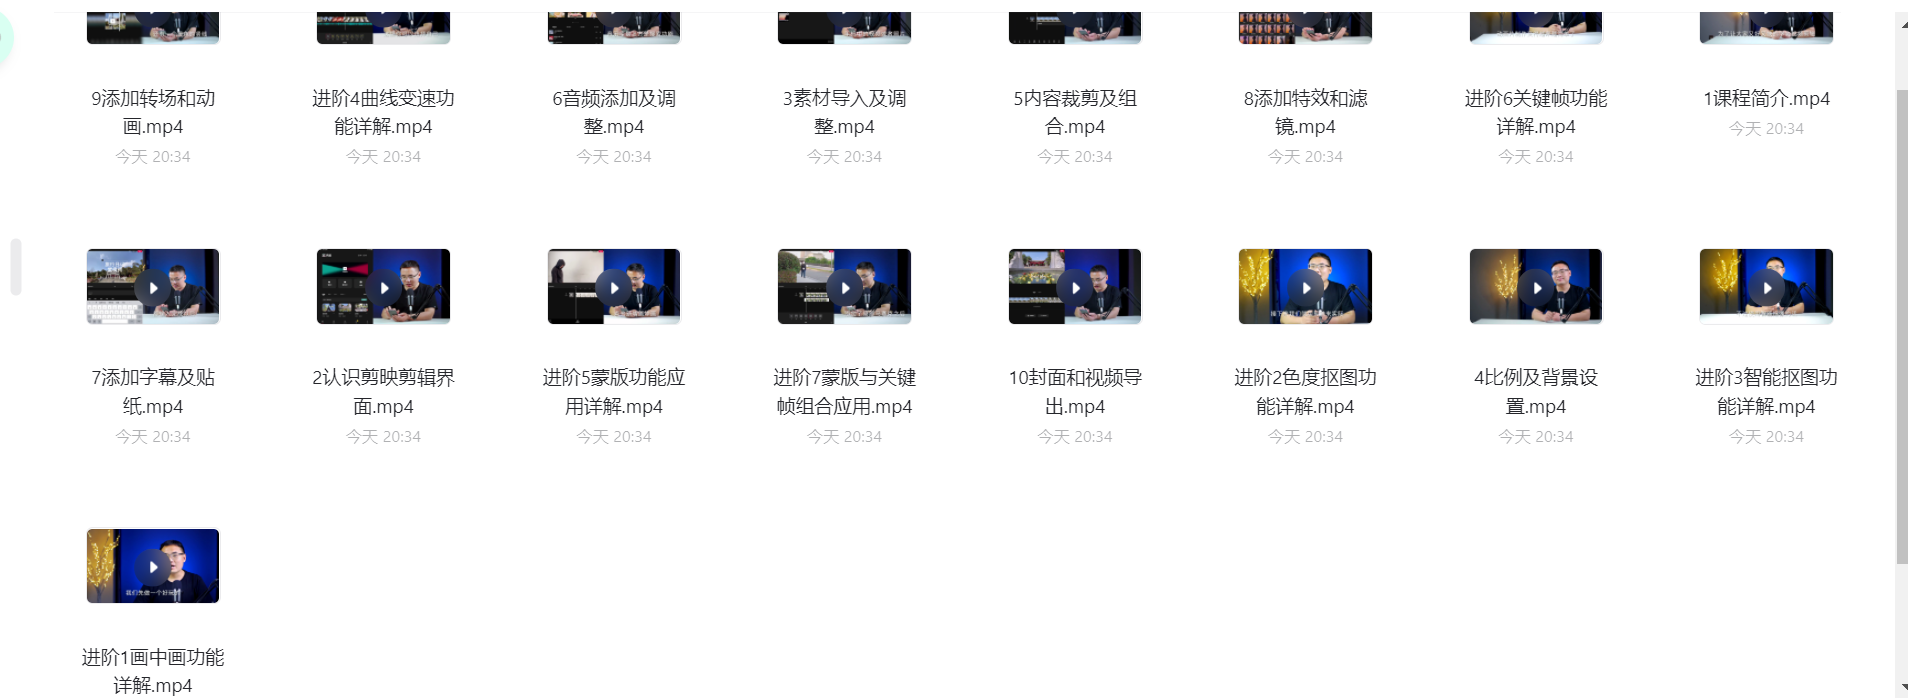 9添加转场和动
画.mp4
今天 20:34
进阶4曲线变速功
能详解.mp4
今天 20:34
6音频添加及调
整.mp4
今天 20:34
3素材导入及调
整.mp4
今天 20:34
5内容裁剪及组
合.mp4
今天 20:34
8添加特效和滤
镜.mp4
今天 20:34
进阶6关键帧功能
详解.mp4
今天 20:34
1课程简介.mp4
今天 20:34
7添加字幕及贴
纸.mp4
今天 20:34
2认识剪映剪辑界
面.mp4
今天 20:34
进阶5蒙版功能应
用详解.mp4
今天 20:34
进阶7蒙版与关键
帧组合应用.mp4
今天 20:34
10封面和视频导
出.mp4
今天 20:34
进阶2色度抠图功
能详解.mp4
今天 20:34
4比例及背景设
置.mp4
今天 20:34
进阶3智能抠图功
能详解.mp4
今天 20:34
我们先做一个好玩的
进阶1画中画功能
详解.mp4